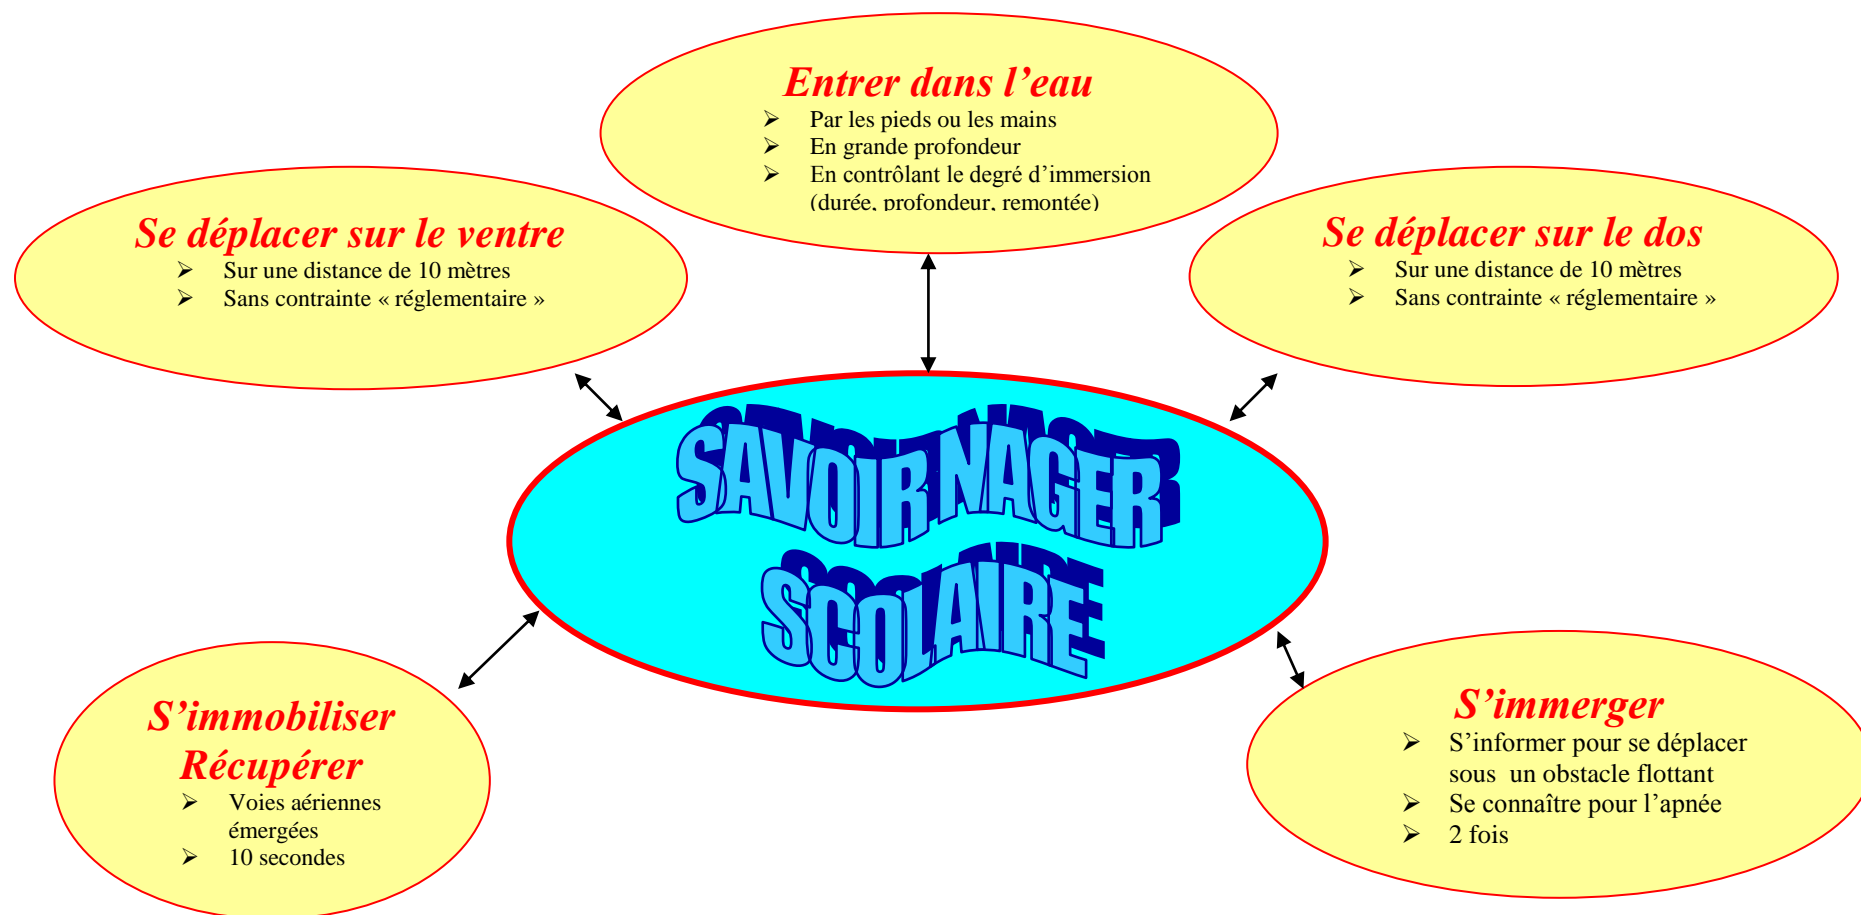 Entrer dans l’eau
➢ Par les pieds ou les mains
➢ En grande profondeur
➢ En contrôlant le degré d’immersion
(durée, profondeur, remontée)
Se déplacer sur le ventre
➢ Sur une distance de 10 mètres
➢ Sans contrainte « réglementaire »
Se déplacer sur le dos
➢ Sur une distance de 10 mètres
➢ Sans contrainte « réglementaire »
SAVOIR NAGER
SCOLAIRE
S’immobiliser
Récupérer
➢ Voies aériennes
émergées
➢ 10 secondes
S’immerger
➢ S’informer pour se déplacer
sous un obstacle flottant
➢ Se connaître pour l’apnée
➢ 2 fois